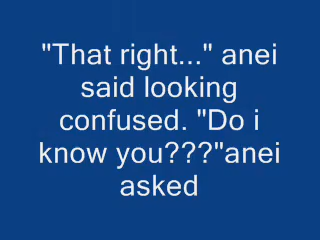 "That right..." anei
said looking
confused. "Do i
know you???"anei
asked